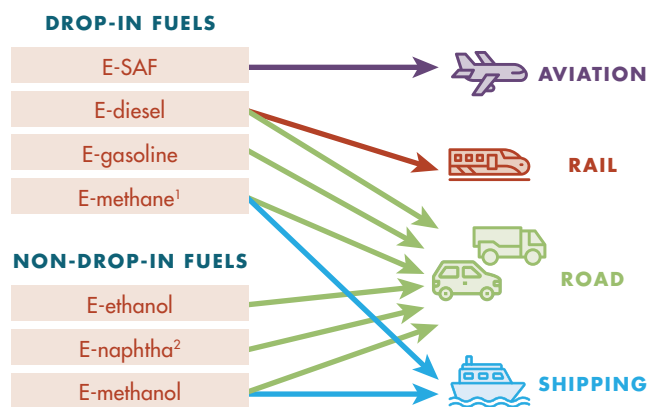 DROP-IN FUELS
E-SAF
E-diesel
E-gasoline
E-methane¹
NON-DROP-IN FUELS
E-ethanol
E-naphtha²
E-methanol
AVIATION
RAIL
ROAD
SHIPPING